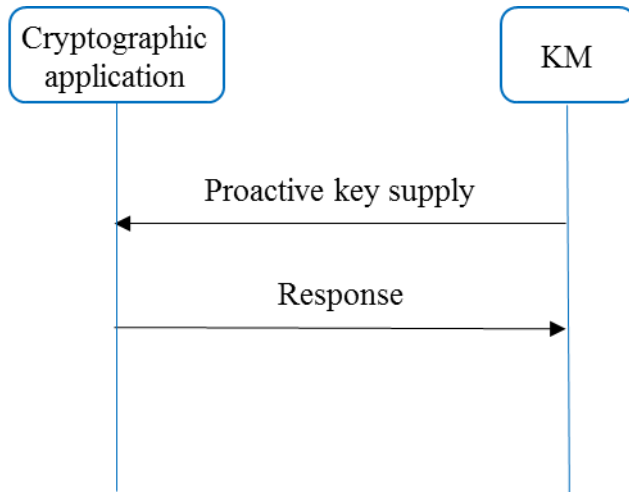 Cryptographic
application
KM
Proactive key supply
Response